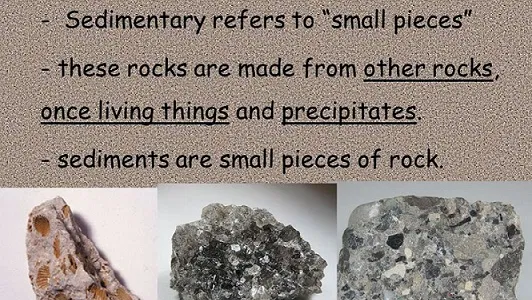 - Sedimentary refers to “small pieces”
- these rocks are made from other rocks,
once living things and precipitates.
- sediments are small pieces of rock.